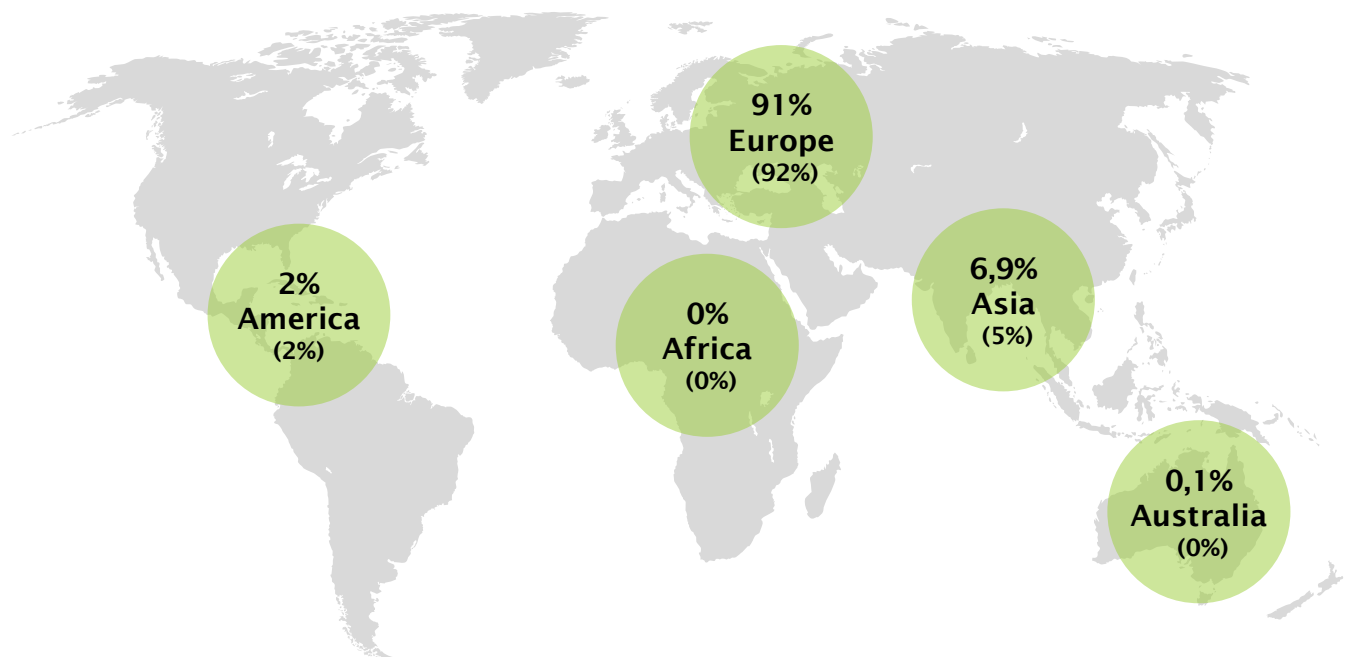 91%
Europe
(92%)
2%
America
(2%)
0%
Africa
(0%)
6,9%
Asia
(5%)
0,1%
Australia
(0%)